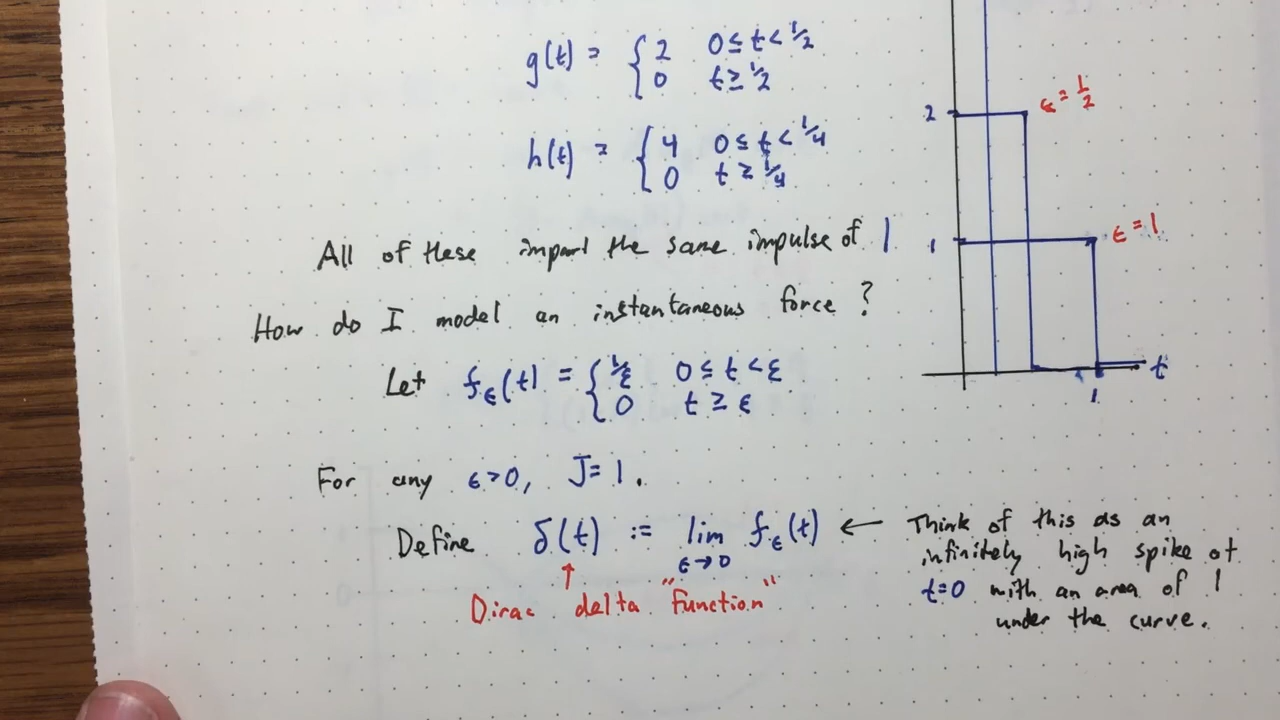 g(t) = { 2 0 ≤ t < 1/2
0 t ≥ 1/2
h(t) = { 4 0 ≤ t < 1/4
0 t ≥ 1/4
All of these impart the same impulse of 1
How do I model an instantaneous force?
Let fε(t) = { 1/ε 0 ≤ t < ε
0 t ≥ ε
For any ε > 0, J = 1.
Define δ(t) := lim fε(t) ←
ε→0
↑
Dirac delta "function"
Think of this as an
infinitely high spike at
t=0 with an area of 1
under the curve.
2
ε = 1/2
1
ε = 1
t
1